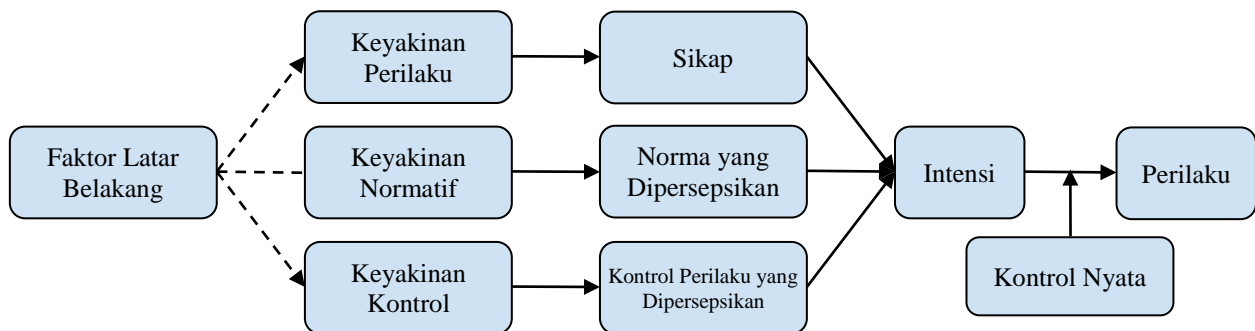 Keyakinan
Perilaku
Sikap
Faktor Latar
Belakang
Keyakinan
Normatif
Norma yang
Dipersepsikan
Intensi
Perilaku
Keyakinan
Kontrol
Kontrol Perilaku yang
Dipersepsikan
Kontrol Nyata